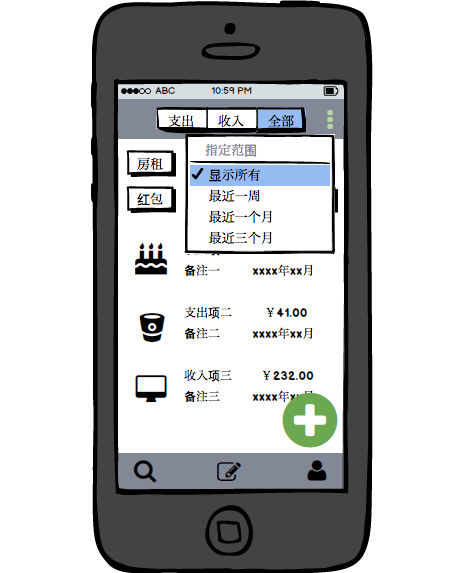 ABC 10:59 PM
支出 收入 全部
指定范围
显示所有
最近一周
最近一个月
最近三个月
房租
红包
备注一 xxxx年xx月
支出项二 ￥41.00
备注二 xxxx年xx月
收入项三 ￥232.00
备注三 xxxx年